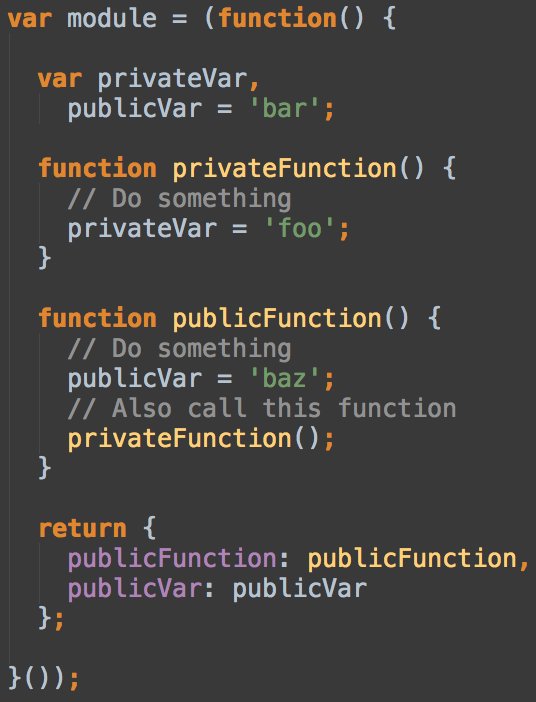 var module = (function() {
var privateVar,
publicVar = 'bar';
function privateFunction() {
// Do something
privateVar = 'foo';
}
function publicFunction() {
// Do something
publicVar = 'baz';
// Also call this function
privateFunction();
}
return {
publicFunction: publicFunction,
publicVar: publicVar
};
}());